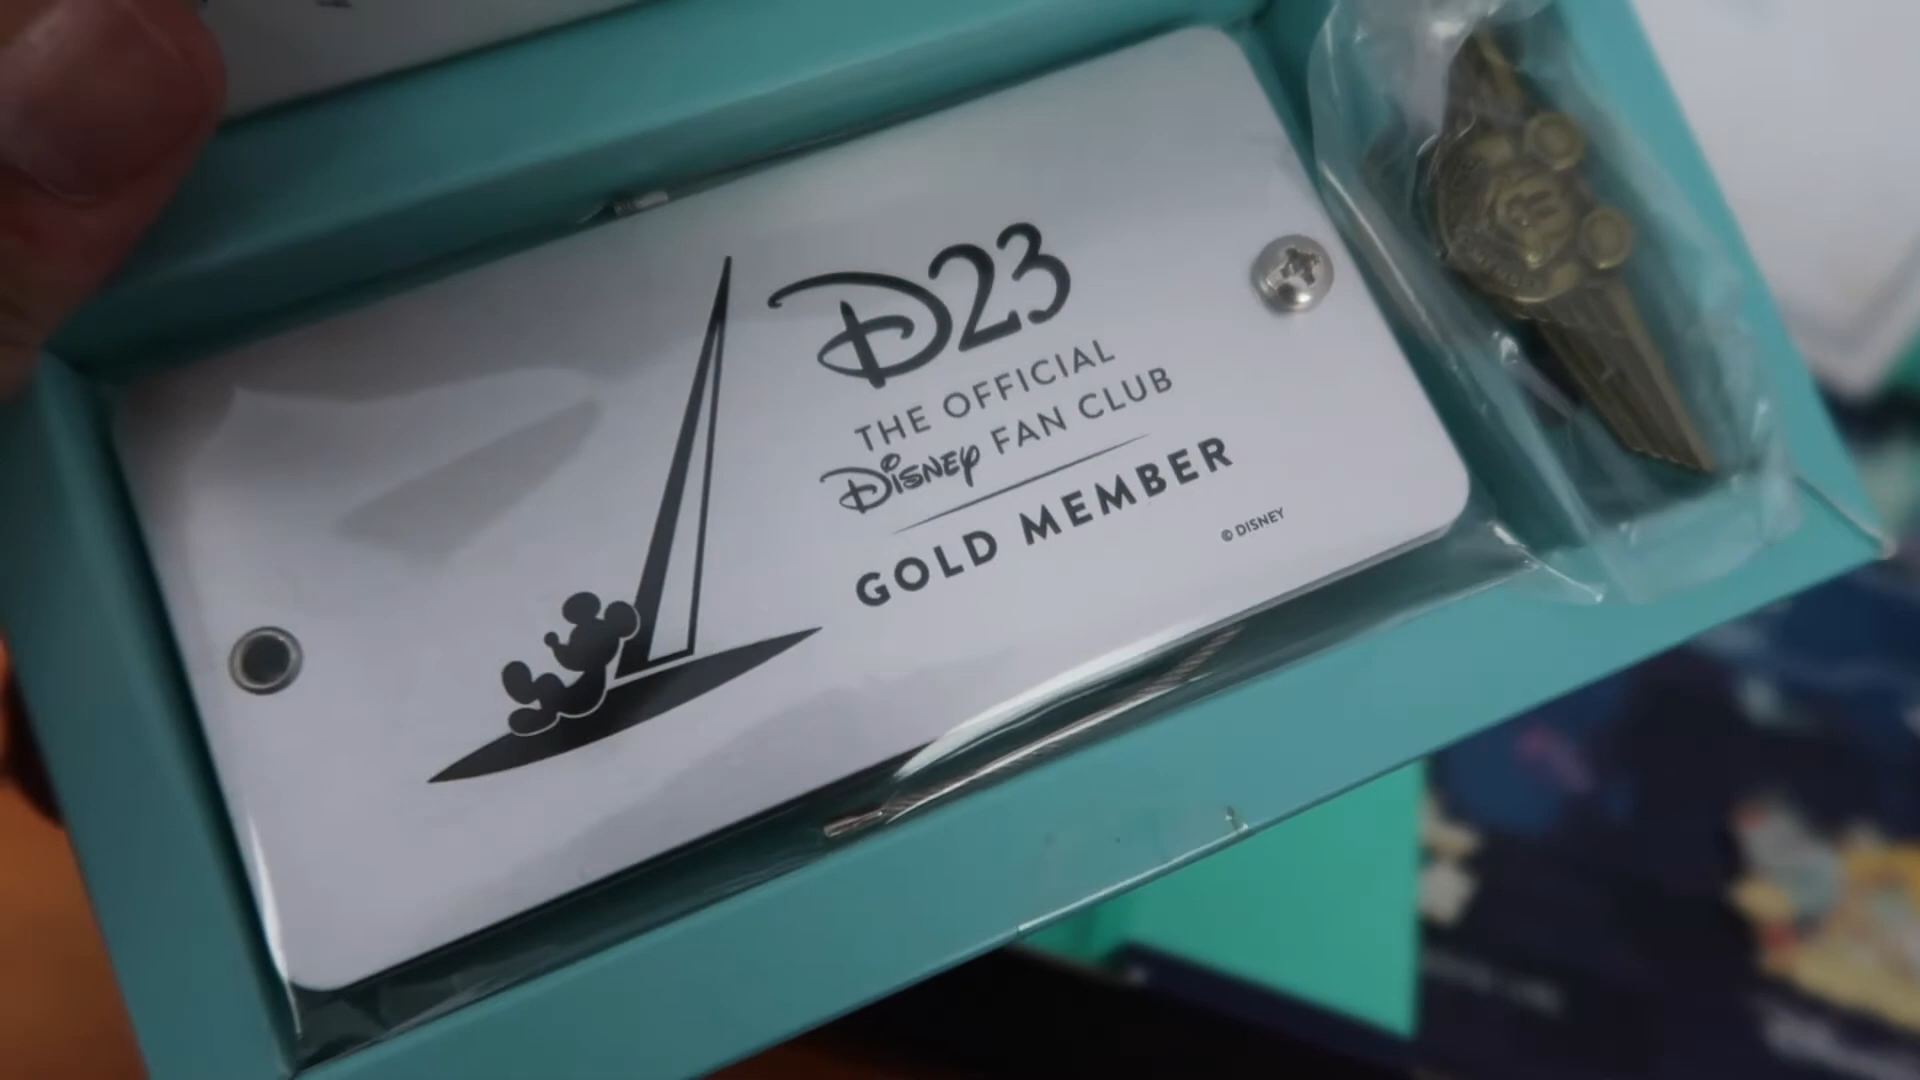 D23
THE OFFICIAL
DISNEY FAN CLUB
GOLD MEMBER
© DISNEY